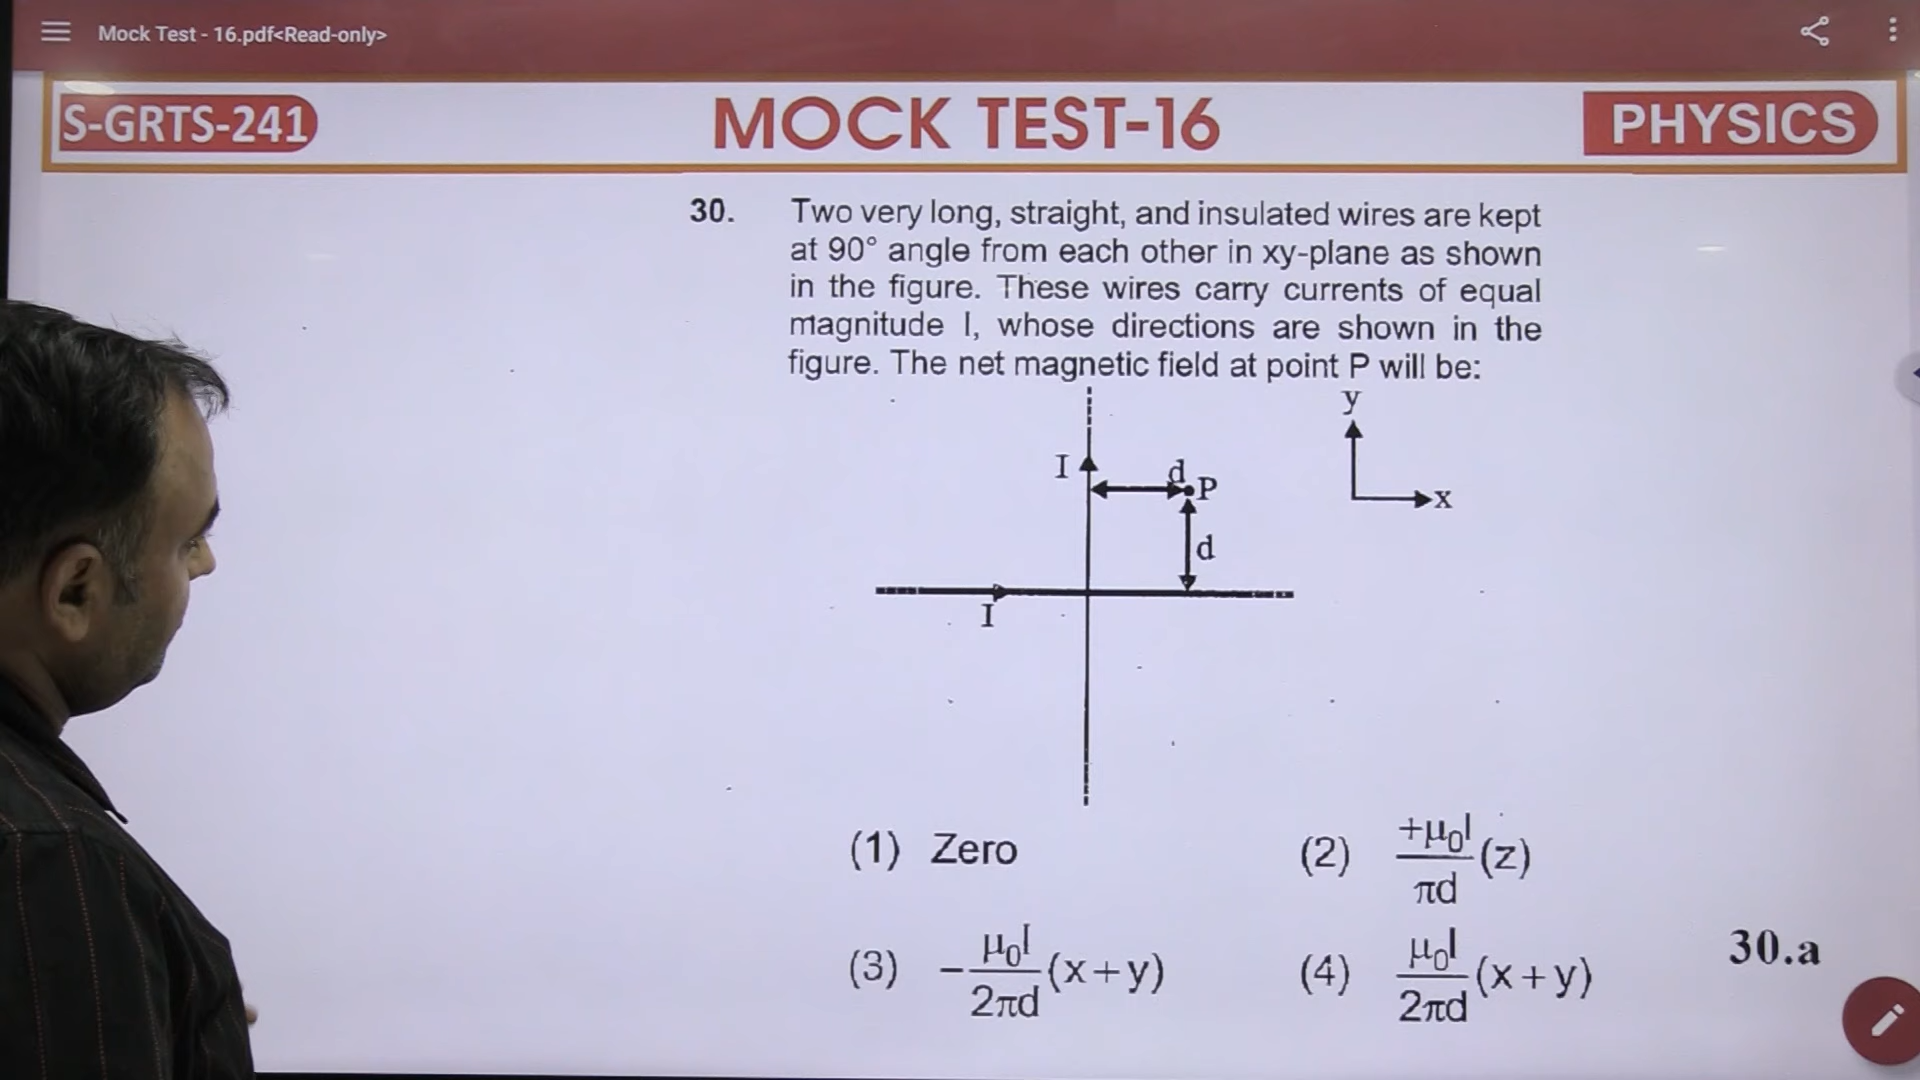 Mock Test - 16.pdf<Read-only>
S-GRTS-241
MOCK TEST-16
PHYSICS
30. Two very long, straight, and insulated wires are kept
at 90° angle from each other in xy-plane as shown
in the figure. These wires carry currents of equal
magnitude I, whose directions are shown in the
figure. The net magnetic field at point P will be:
y
I
d
P
x
d
I
(1) Zero
(2) +μ₀I/πd (z)
(3) -μ₀I/2πd (x+y)
(4) μ₀I/2πd (x+y)
30.a